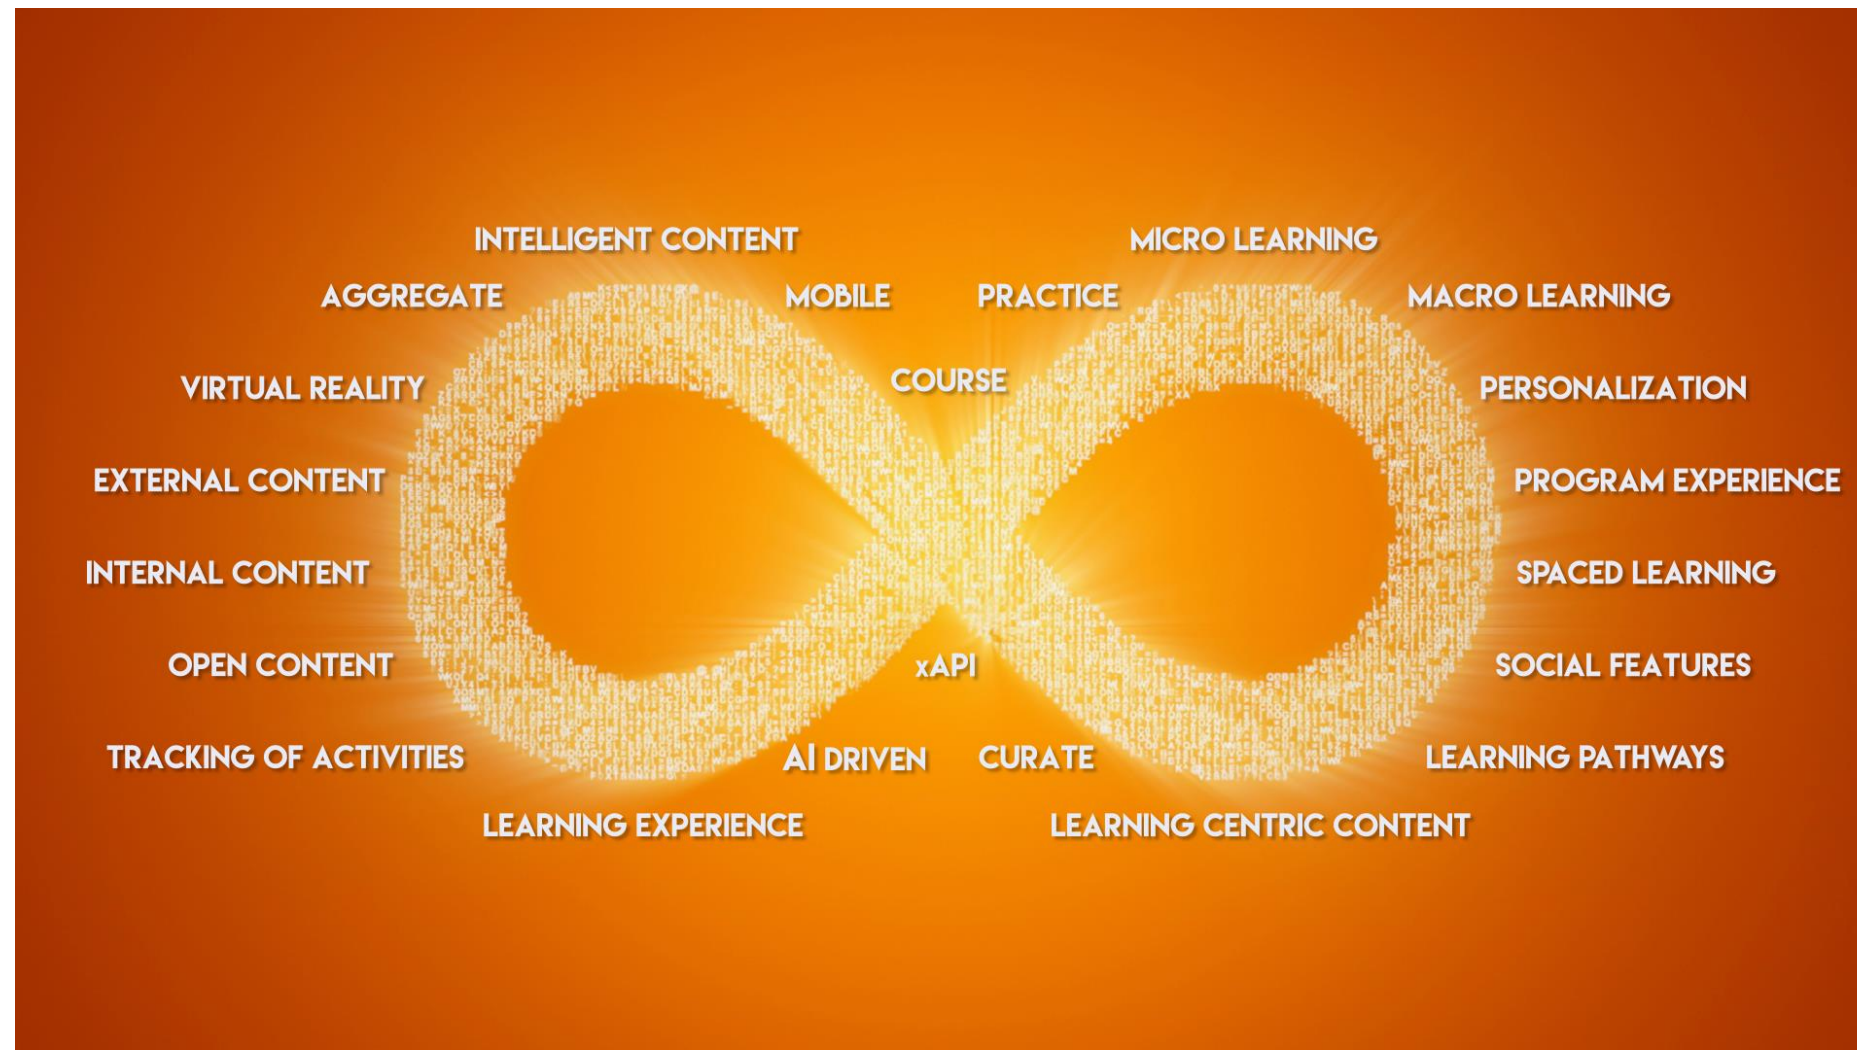 INTELLIGENT CONTENT
MICRO LEARNING
AGGREGATE
MOBILE
PRACTICE
MACRO LEARNING
COURSE
VIRTUAL REALITY
PERSONALIZATION
EXTERNAL CONTENT
PROGRAM EXPERIENCE
INTERNAL CONTENT
SPACED LEARNING
OPEN CONTENT
xAPI
SOCIAL FEATURES
TRACKING OF ACTIVITIES
AI DRIVEN
CURATE
LEARNING PATHWAYS
LEARNING EXPERIENCE
LEARNING CENTRIC CONTENT